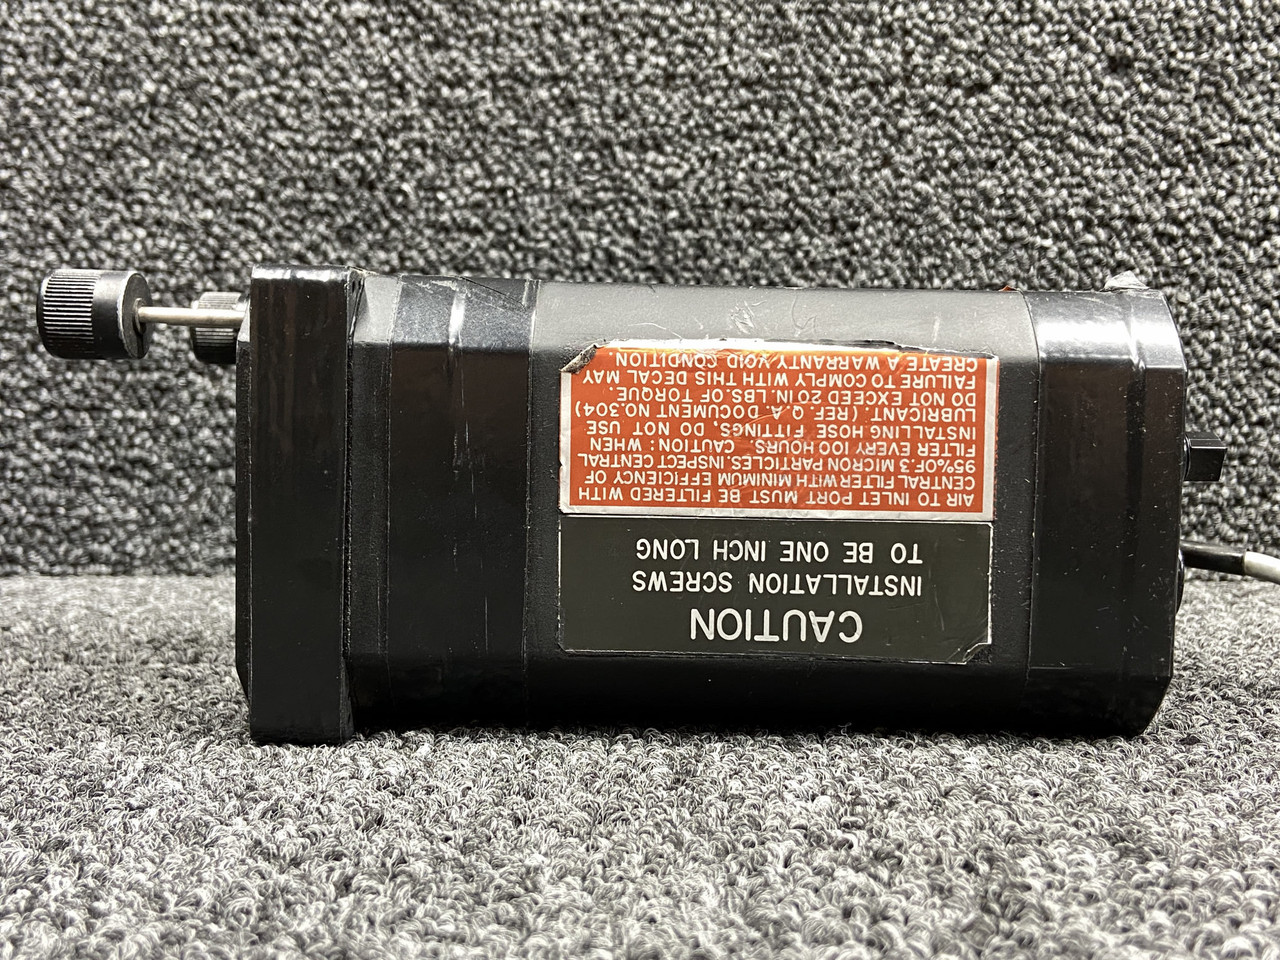 CAUTION
INSTALLATION SCREWS
TO BE ONE INCH LONG
AIR TO INLET PORT MUST BE FILTERED WITH
CENTRAL FILTER WITH MINIMUM EFFICIENCY OF
95% OF .3 MICRON PARTICLES. INSPECT CENTRAL
FILTER EVERY 100 HOURS. CAUTION: WHEN
INSTALLING HOSE FITTINGS, DO NOT USE
LUBRICANT. (REF. Q.A. DOCUMENT NO.304)
DO NOT EXCEED 20 IN. LBS. OF TORQUE.
FAILURE TO COMPLY WITH THIS DECAL MAY
CREATE A WARRANTY VOID CONDITION.